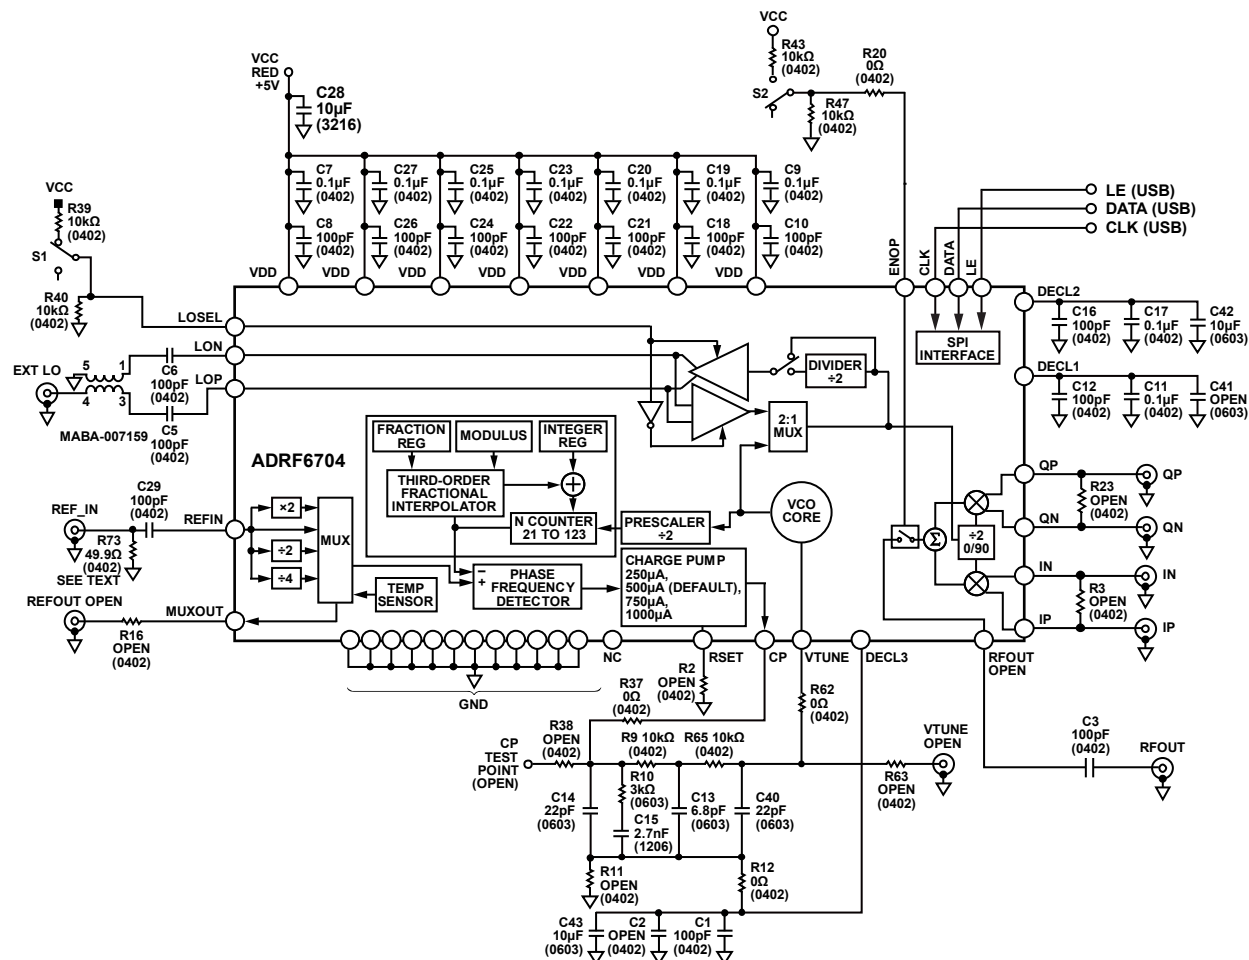 VCC
RED
+5V
C28
10µF
(3216)
VCC
R43
10kΩ
(0402)
S2
R47
10kΩ
(0402)
R20
0Ω
(0402)
C7
0.1µF
(0402)
C27
0.1µF
(0402)
C25
0.1µF
(0402)
C23
0.1µF
(0402)
C20
0.1µF
(0402)
C19
0.1µF
(0402)
C9
0.1µF
(0402)
C8
100pF
(0402)
C26
100pF
(0402)
C24
100pF
(0402)
C22
100pF
(0402)
C21
100pF
(0402)
C18
100pF
(0402)
C10
100pF
(0402)
VDD
VDD
VDD
VDD
VDD
VDD
VDD
ENOP
CLK
DATA
LE
LE (USB)
DATA (USB)
CLK (USB)
VCC
R39
10kΩ
(0402)
S1
R40
10kΩ
(0402)
LOSEL
LON
LOP
EXT LO
5
1
4
3
C6
100pF
(0402)
C5
100pF
(0402)
MABA-007159
SPI
INTERFACE
DECL2
C16
100pF
(0402)
C17
0.1µF
(0402)
C42
10µF
(0603)
DECL1
C12
100pF
(0402)
C11
0.1µF
(0402)
C41
OPEN
(0603)
DIVIDER
÷2
2:1
MUX
ADRF6704
FRACTION
REG
MODULUS
INTEGER
REG
THIRD-ORDER
FRACTIONAL
INTERPOLATOR
+
N COUNTER
21 TO 123
PRESCALER
÷2
VCO
CORE
QP
R23
OPEN
(0402)
QP
QN
QN
Σ
÷2
0/90
IN
R3
OPEN
(0402)
IN
IP
IP
REF_IN
C29
100pF
(0402)
REFIN
R73
49.9Ω
(0402)
SEE TEXT
×2
÷2
÷4
MUX
TEMP
SENSOR
−
+
PHASE
FREQUENCY
DETECTOR
CHARGE PUMP
250µA,
500µA (DEFAULT),
750µA,
1000µA
REFOUT OPEN
R16
OPEN
(0402)
MUXOUT
GND
NC
RSET
CP
VTUNE
DECL3
RFOUT
OPEN
R2
OPEN
(0402)
R37
0Ω
(0402)
R62
0Ω
(0402)
CP
TEST
POINT
(OPEN)
R38
OPEN
(0402)
R9 10kΩ
(0402)
R65 10kΩ
(0402)
R10
3kΩ
(0603)
C14
22pF
(0603)
C15
2.7nF
(1206)
C13
6.8pF
(0603)
C40
22pF
(0603)
R63
OPEN
(0402)
VTUNE
OPEN
C3
100pF
(0402)
RFOUT
R11
OPEN
(0402)
R12
0Ω
(0402)
C43
10µF
(0603)
C2
OPEN
(0402)
C1
100pF
(0402)